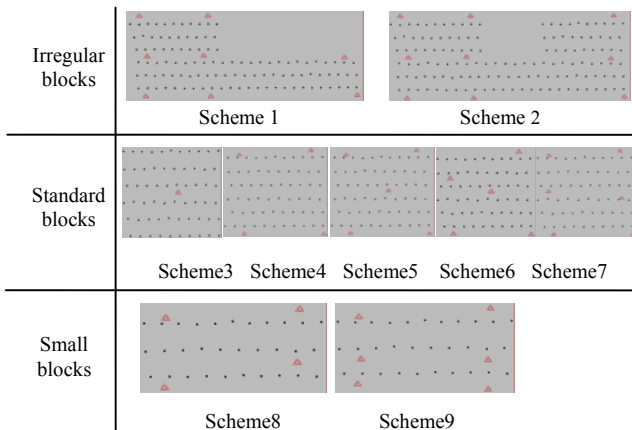 Irregular
blocks
Scheme 1
Scheme 2
Standard
blocks
Scheme3
Scheme4
Scheme5
Scheme6
Scheme7
Small
blocks
Scheme8
Scheme9